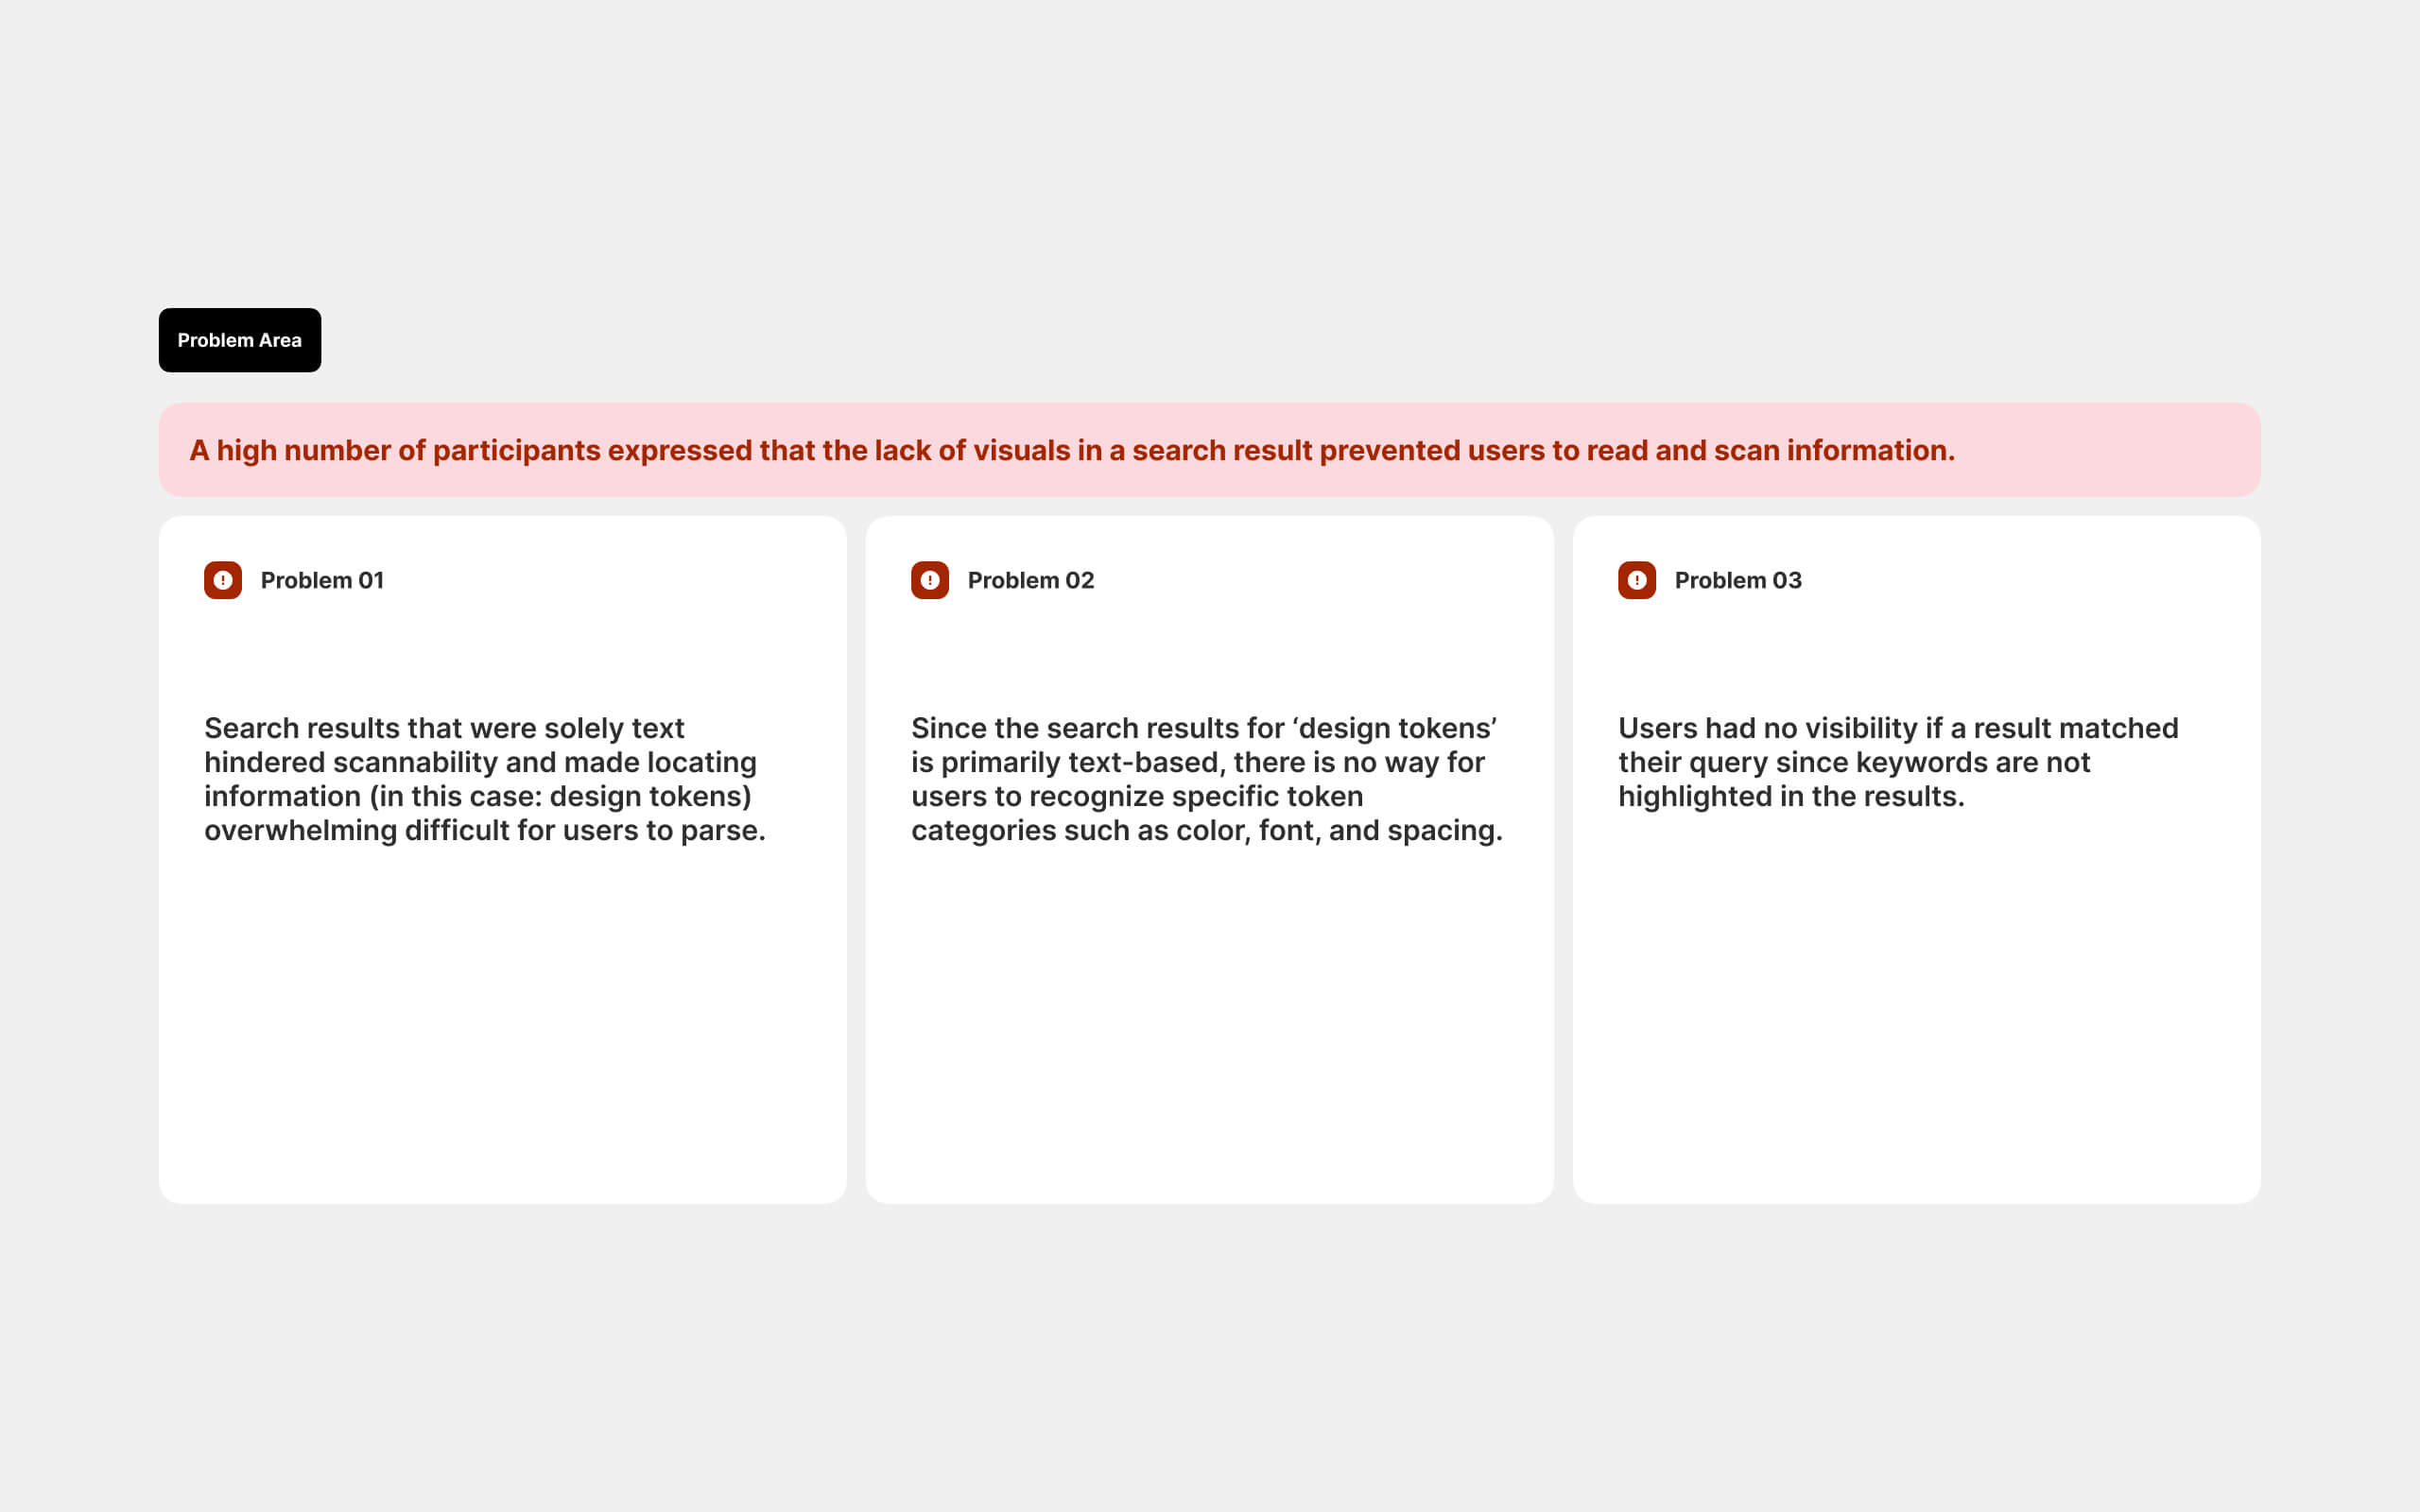 Problem Area
A high number of participants expressed that the lack of visuals in a search result prevented users to read and scan information.
Problem 01
Search results that were solely text
hindered scannability and made locating
information (in this case: design tokens)
overwhelming difficult for users to parse.
Problem 02
Since the search results for ‘design tokens’
is primarily text-based, there is no way for
users to recognize specific token
categories such as color, font, and spacing.
Problem 03
Users had no visibility if a result matched
their query since keywords are not
highlighted in the results.